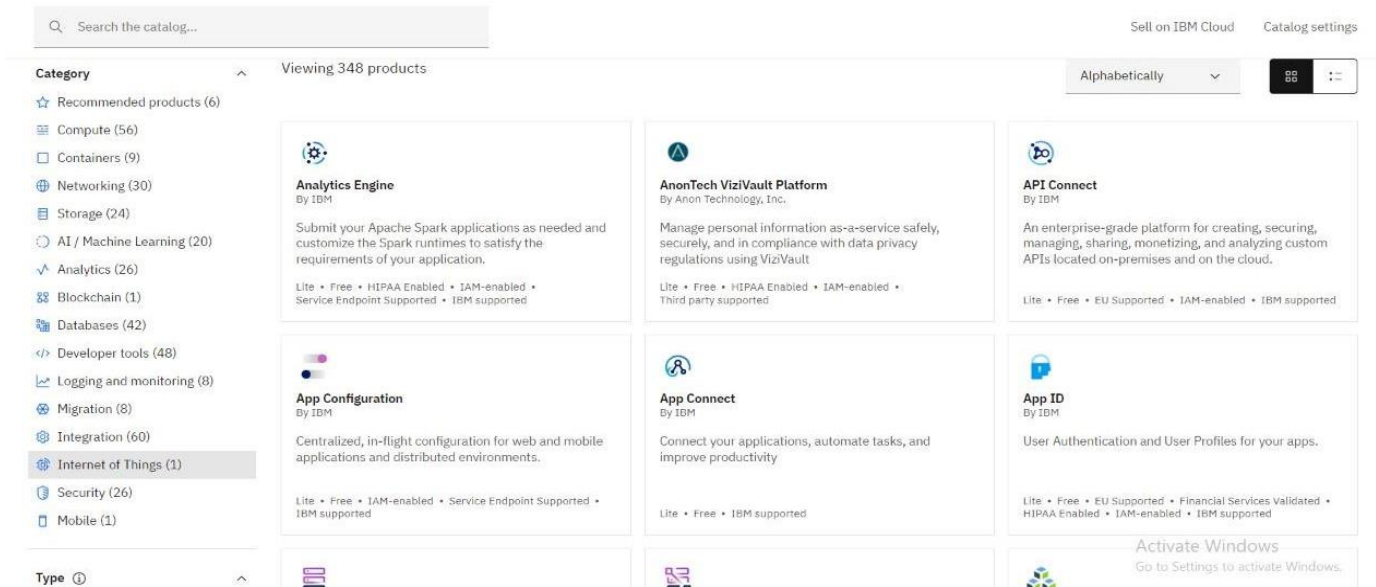 Search the catalog...
Sell on IBM Cloud
Catalog settings
Category
Recommended products (6)
Compute (56)
Containers (9)
Networking (30)
Storage (24)
AI / Machine Learning (20)
Analytics (26)
Blockchain (1)
Databases (42)
Developer tools (48)
Logging and monitoring (8)
Migration (8)
Integration (60)
Internet of Things (1)
Security (26)
Mobile (1)
Type
Viewing 348 products
Alphabetically
Analytics Engine
By IBM
Submit your Apache Spark applications as needed and
customize the Spark runtimes to satisfy the
requirements of your application.
Lite • Free • HIPAA Enabled • IAM-enabled •
Service Endpoint Supported • IBM supported
AnonTech ViziVault Platform
By Anon Technology, Inc.
Manage personal information as-a-service safely,
securely, and in compliance with data privacy
regulations using ViziVault
Lite • Free • HIPAA Enabled • IAM-enabled •
Third party supported
API Connect
By IBM
An enterprise-grade platform for creating, securing,
managing, sharing, monetizing, and analyzing custom
APIs located on-premises and on the cloud.
Lite • Free • EU Supported • IAM-enabled • IBM supported
App Configuration
By IBM
Centralized, in-flight configuration for web and mobile
applications and distributed environments.
Lite • Free • IAM-enabled • Service Endpoint Supported •
IBM supported
App Connect
By IBM
Connect your applications, automate tasks, and
improve productivity
Lite • Free • IBM supported
App ID
By IBM
User Authentication and User Profiles for your apps.
Lite • Free • EU Supported • Financial Services Validated •
HIPAA Enabled • IAM-enabled • IBM supported
Activate Windows
Go to Settings to activate Windows.